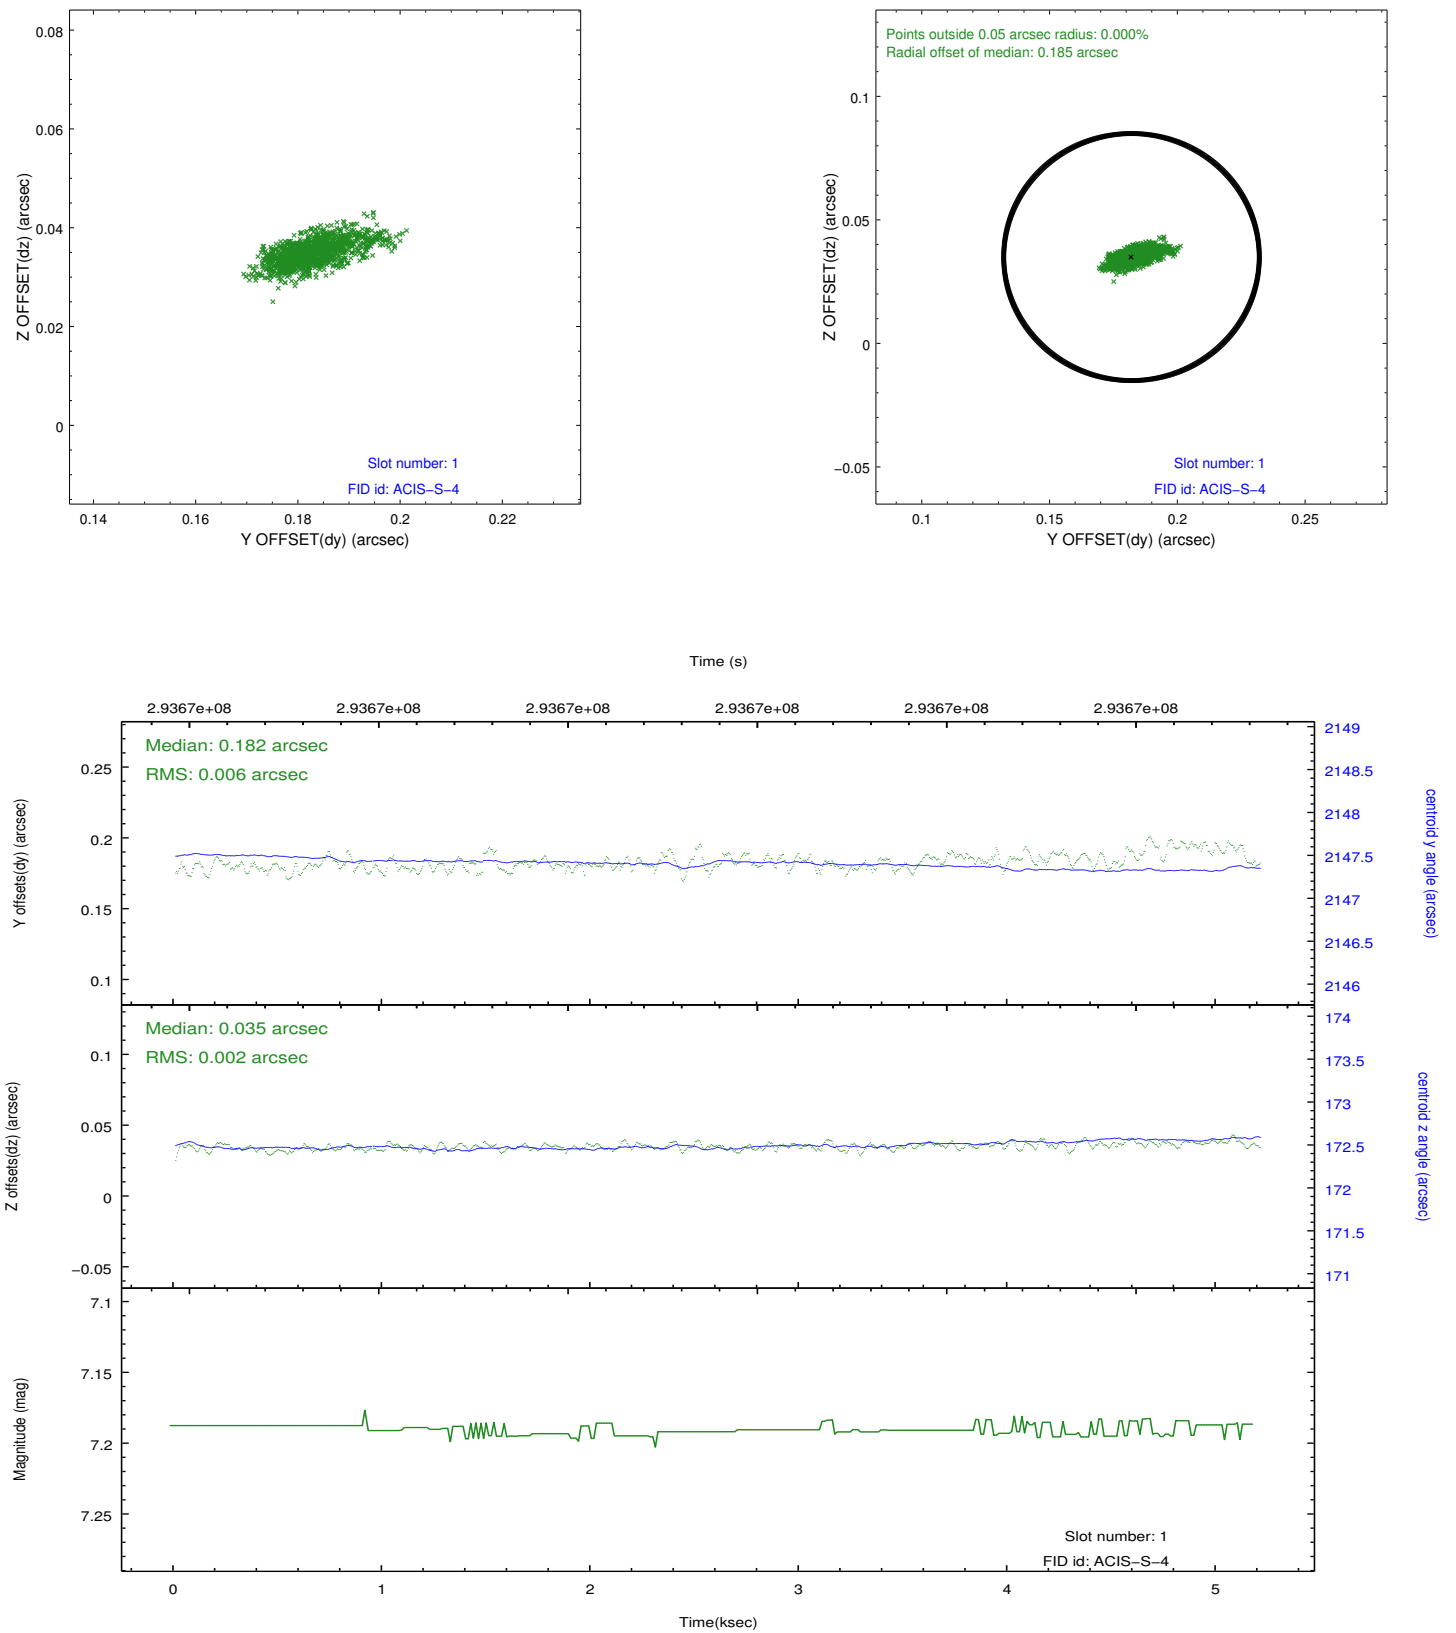 0.08
0.06
0.04
0.02
0
Z OFFSET(dz) (arcsec)
Slot number: 1
FID id: ACIS−S−4
0.14 0.16 0.18 0.2 0.22
Y OFFSET(dy) (arcsec)
Points outside 0.05 arcsec radius: 0.000%
Radial offset of median: 0.185 arcsec
0.1
0.05
0
−0.05
Z OFFSET(dz) (arcsec)
Slot number: 1
FID id: ACIS−S−4
0.1 0.15 0.2 0.25
Y OFFSET(dy) (arcsec)
Time (s)
2.9367e+08 2.9367e+08 2.9367e+08 2.9367e+08 2.9367e+08 2.9367e+08
Median: 0.182 arcsec
RMS: 0.006 arcsec
0.25
0.2
0.15
0.1
Y offsets(dy) (arcsec)
2149
2148.5
2148
2147.5
2147
2146.5
2146
centroid y angle (arcsec)
Median: 0.035 arcsec
RMS: 0.002 arcsec
0.1
0.05
0
−0.05
Z offsets(dz) (arcsec)
174
173.5
173
172.5
172
171.5
171
centroid z angle (arcsec)
7.1
7.15
7.2
7.25
Magnitude (mag)
Slot number: 1
FID id: ACIS−S−4
0 1 2 3 4 5
Time(ksec)